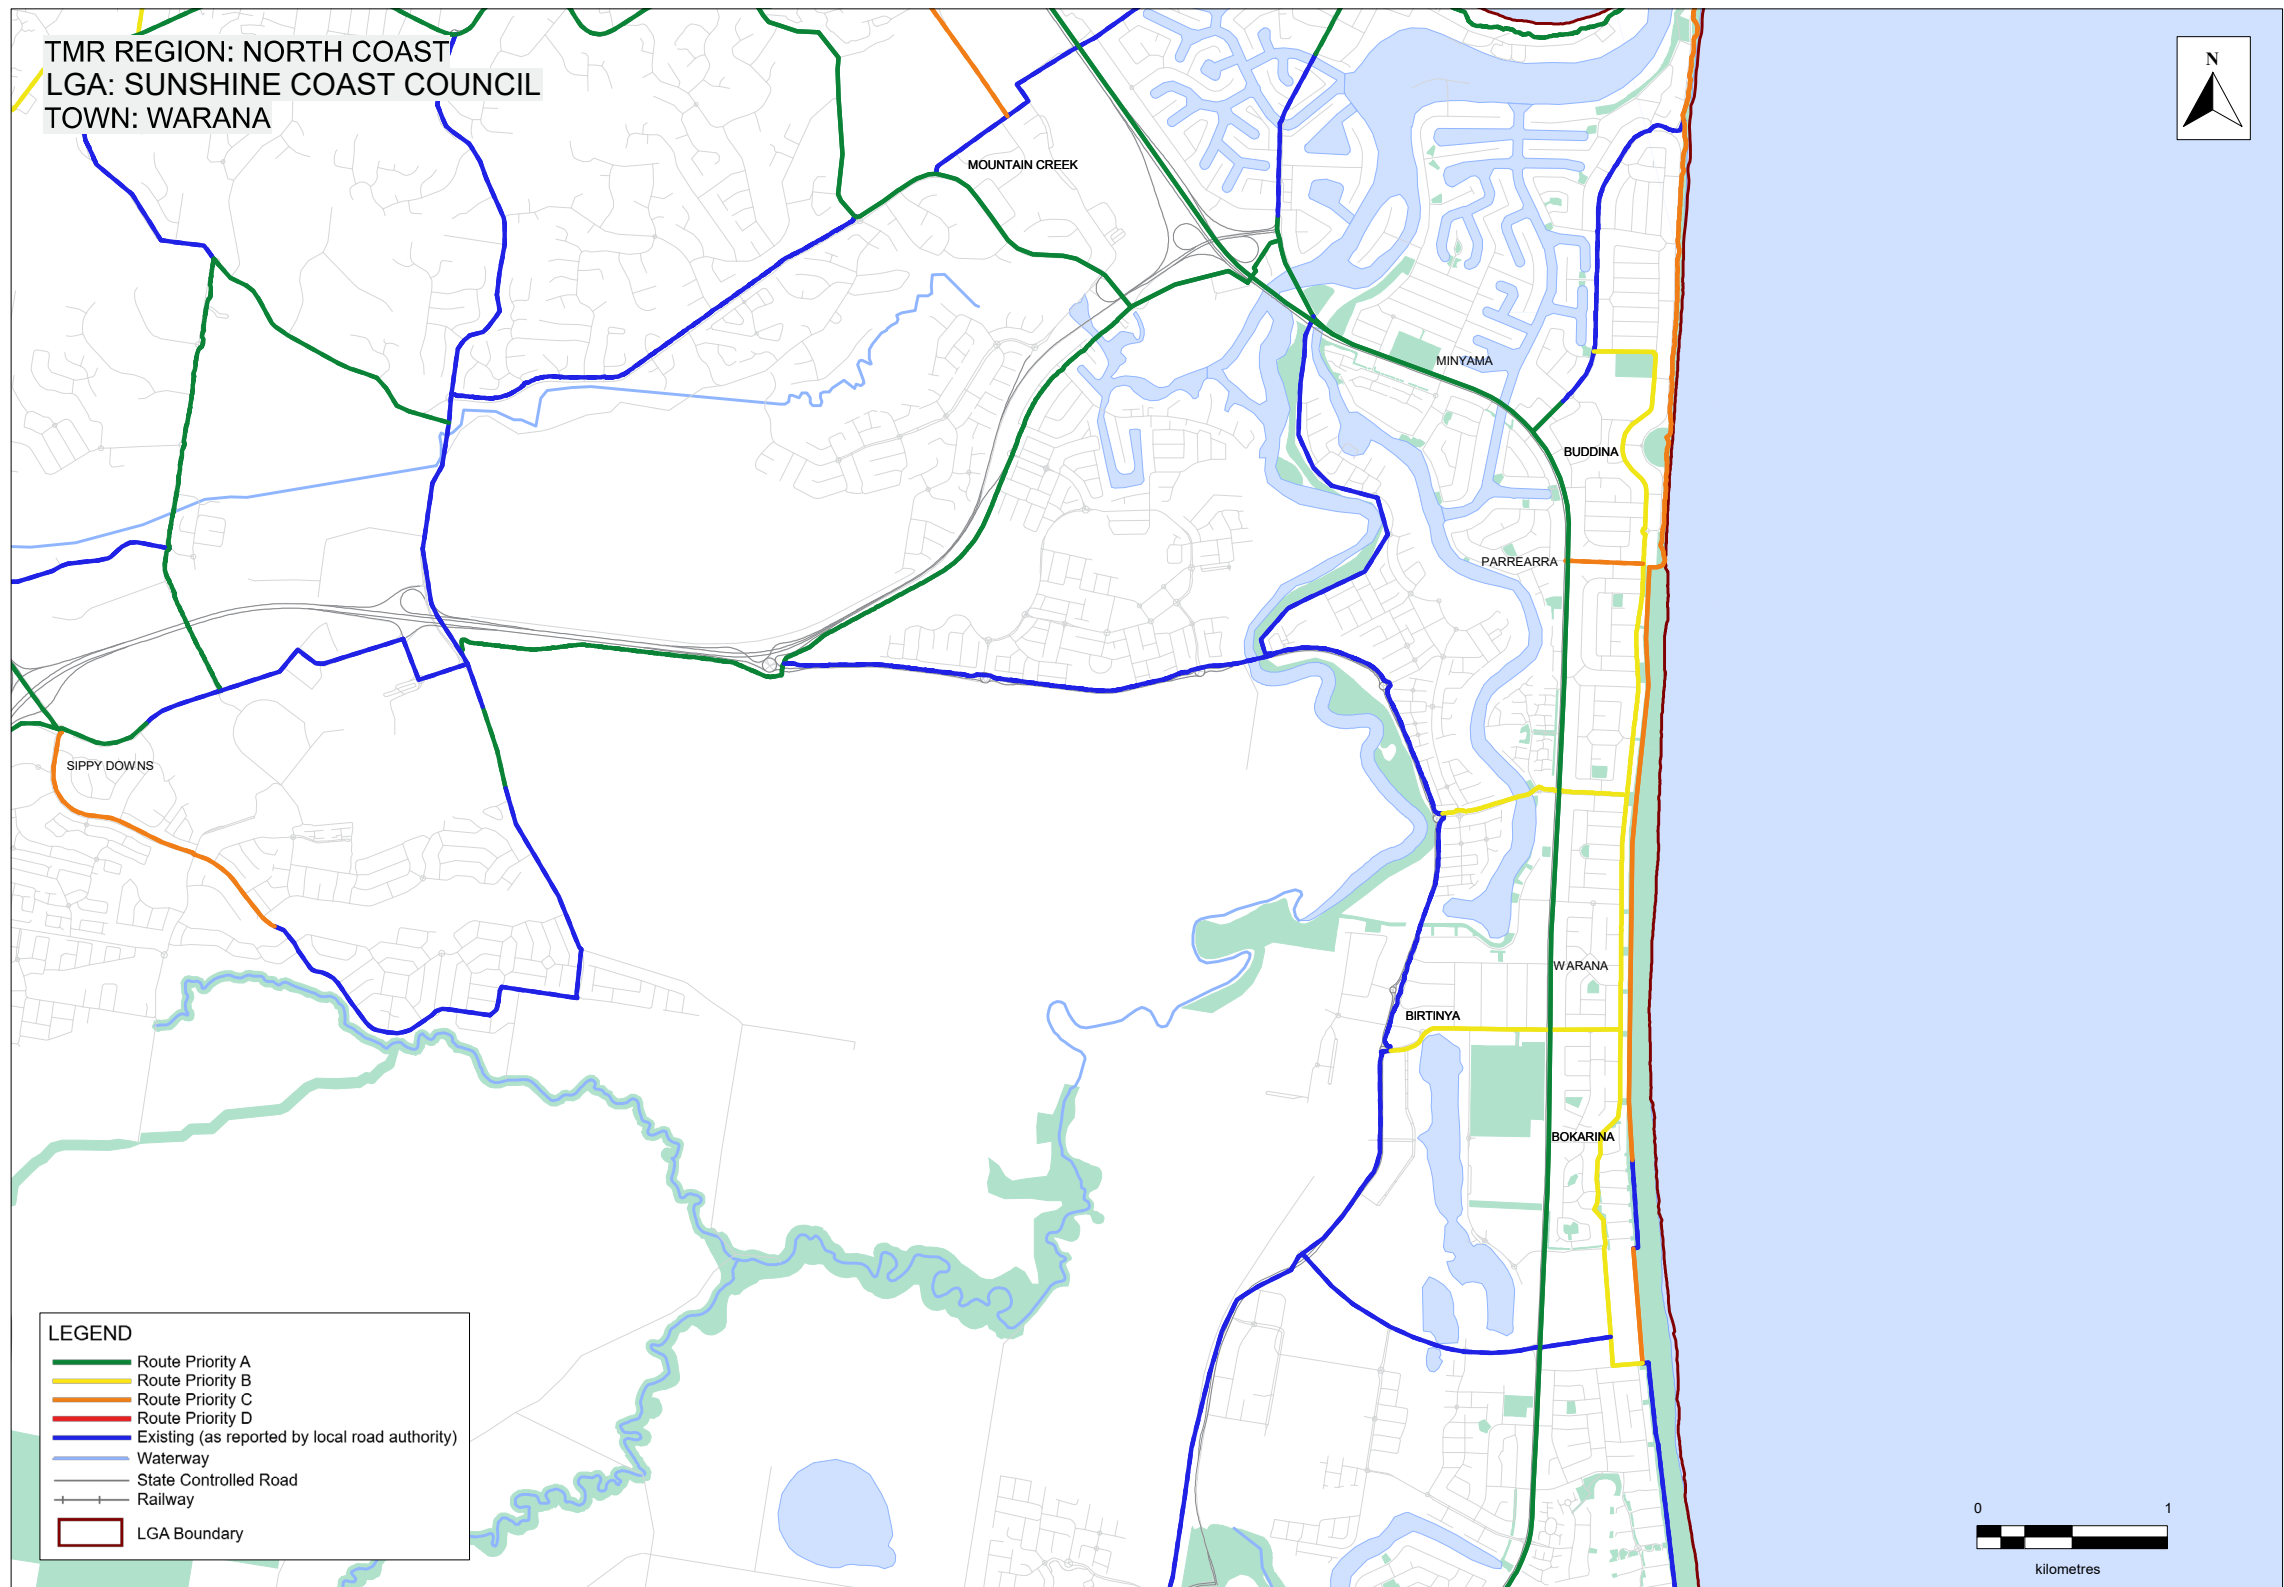 TMR REGION: NORTH COAST
LGA: SUNSHINE COAST COUNCIL
TOWN: WARANA
N
MOUNTAIN CREEK
MINYAMA
BUDDINA
PARREARRA
SIPPY DOWNS
WARANA
BIRTINYA
BOKARINA
LEGEND
Route Priority A
Route Priority B
Route Priority C
Route Priority D
Existing (as reported by local road authority)
Waterway
State Controlled Road
Railway
LGA Boundary
0 1
kilometres